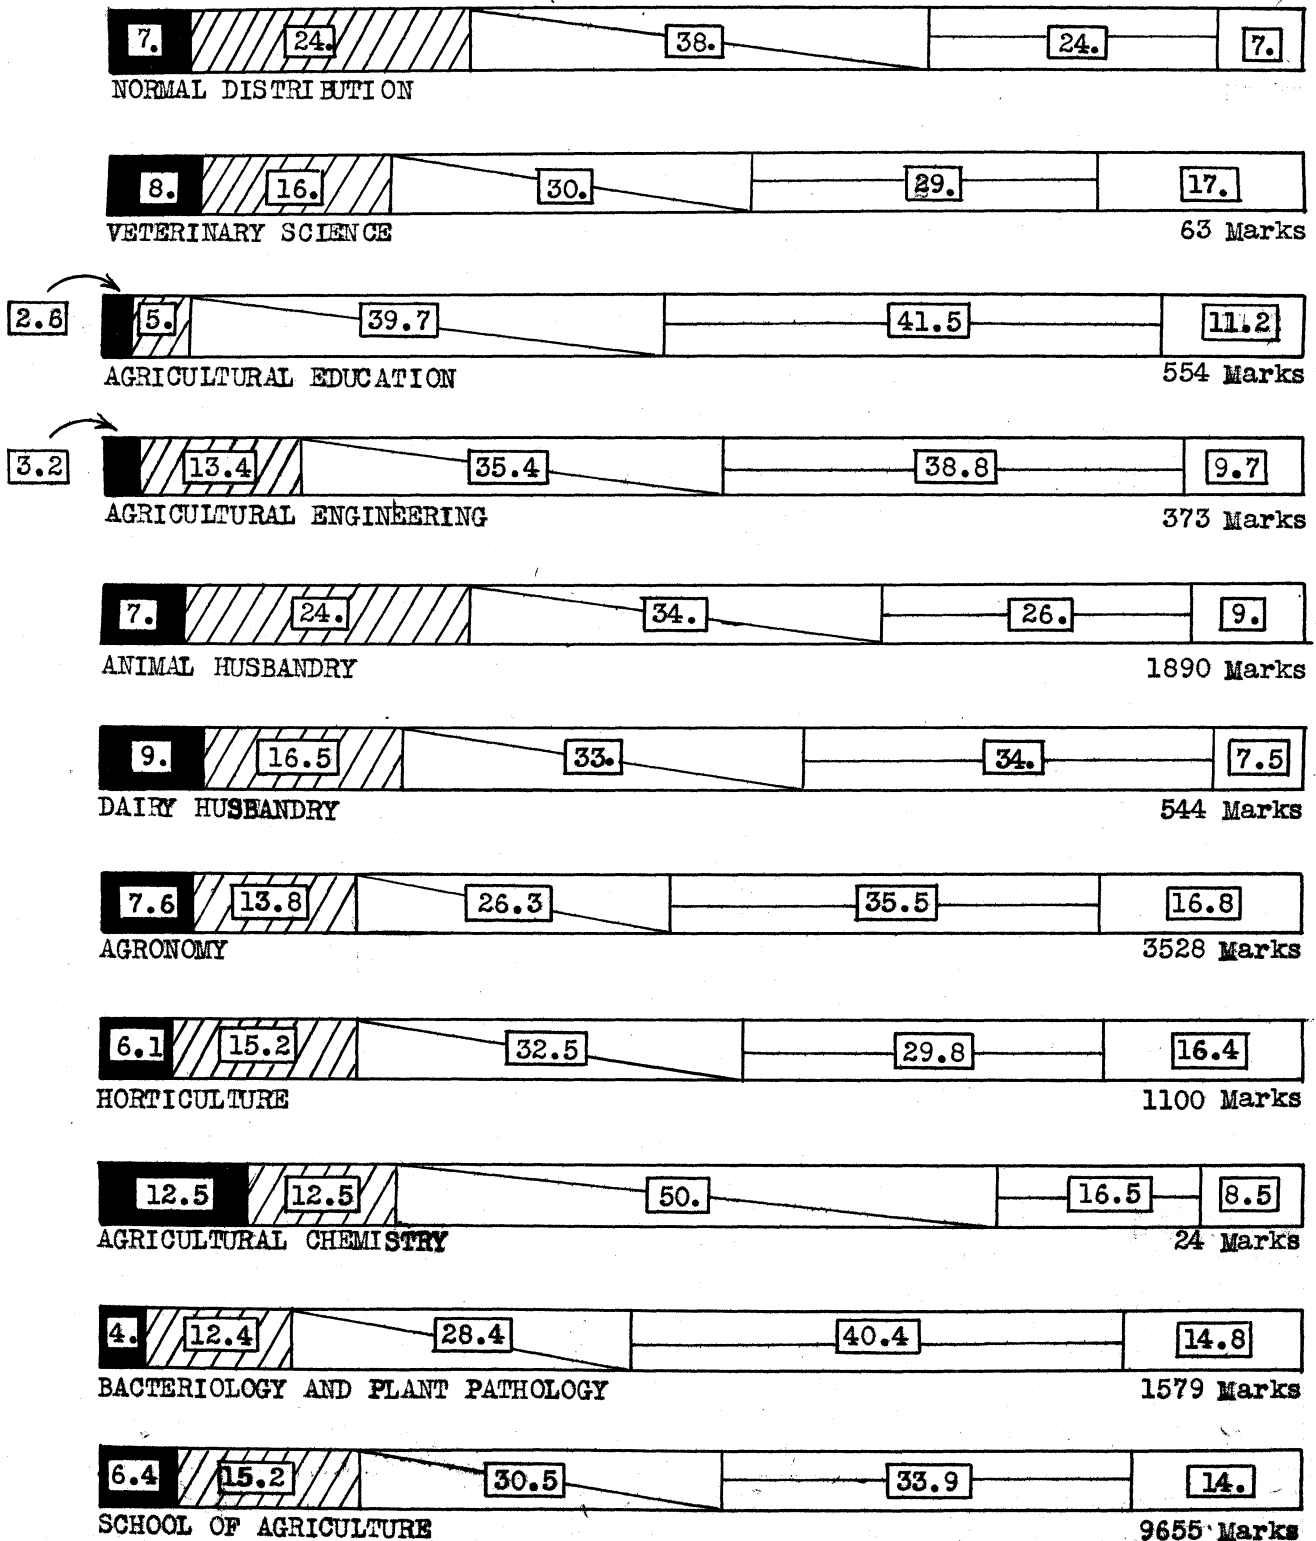 7. 24. 38. 24. 7.
NORMAL DISTRIBUTION
8. 16. 30. 29. 17.
VETERINARY SCIENCE 63 Marks
2.6 5. 39.7 41.5 11.2
AGRICULTURAL EDUCATION 554 Marks
3.2 13.4 35.4 38.8 9.7
AGRICULTURAL ENGINEERING 373 Marks
7. 24. 34. 26. 9.
ANIMAL HUSBANDRY 1890 Marks
9. 16.5 33. 34. 7.5
DAIRY HUSBANDRY 544 Marks
7.6 13.8 26.3 35.5 16.8
AGRONOMY 3528 Marks
6.1 15.2 32.5 29.8 16.4
HORTICULTURE 1100 Marks
12.5 12.5 50. 16.5 8.5
AGRICULTURAL CHEMISTRY 24 Marks
4. 12.4 28.4 40.4 14.8
BACTERIOLOGY AND PLANT PATHOLOGY 1579 Marks
6.4 15.2 30.5 33.9 14.
SCHOOL OF AGRICULTURE 9655 Marks